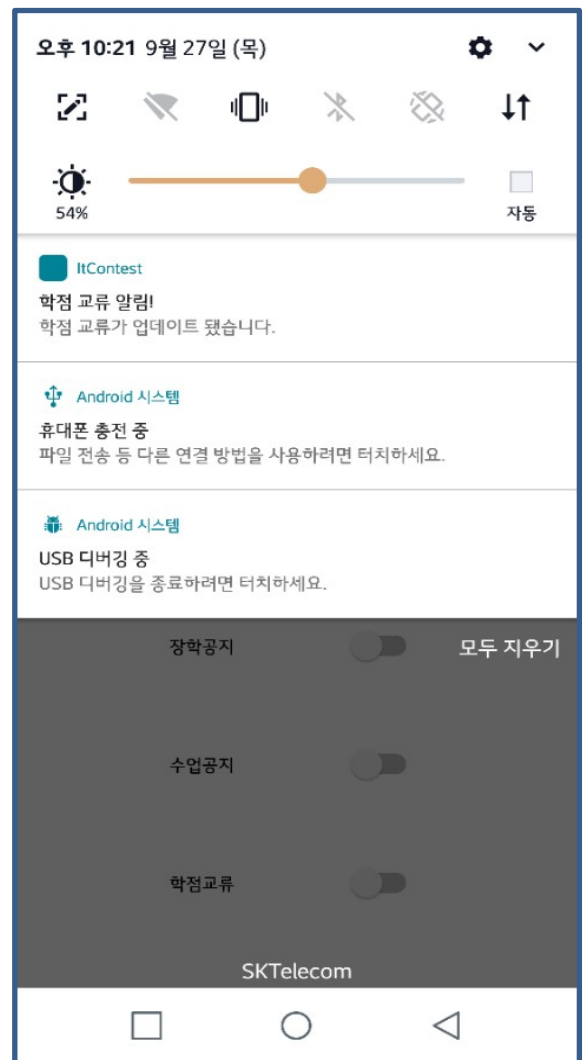 오후 10:21 9월 27일 (목)
54%
자동
ItContest
학점 교류 알림!
학점 교류가 업데이트 됐습니다.
Android 시스템
휴대폰 충전 중
파일 전송 등 다른 연결 방법을 사용하려면 터치하세요.
Android 시스템
USB 디버깅 중
USB 디버깅을 종료하려면 터치하세요.
장학공지
모두 지우기
수업공지
학점교류
SKTelecom